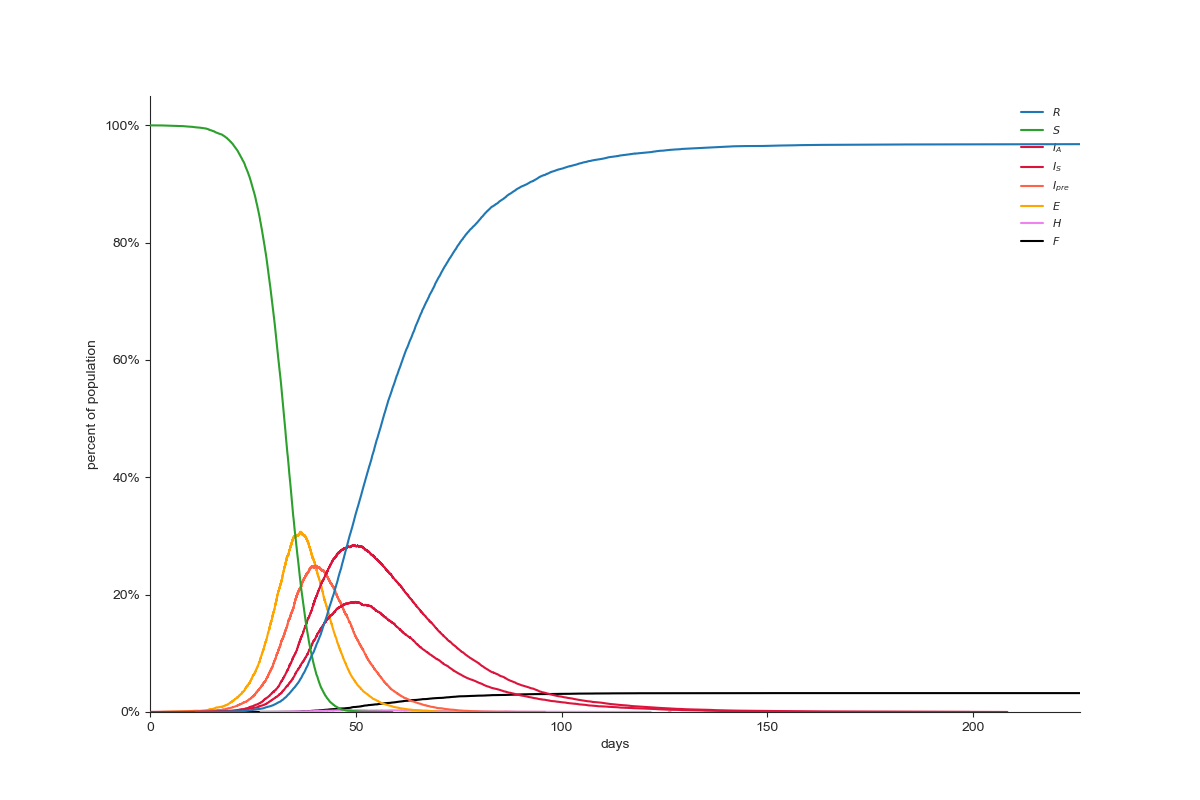 100%
80%
60%
40%
20%
0%
percent of population
0 50 100 150 200
days
R
S
I_A
I_S
I_pre
E
H
F